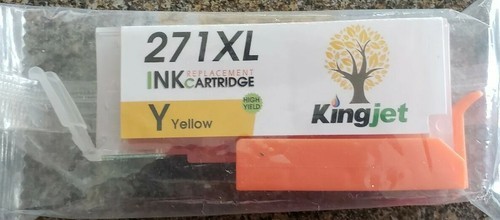 271XL
REPLACEMENT
INK CARTRIDGE
HIGH
YIELD
Y Yellow
Kingjet